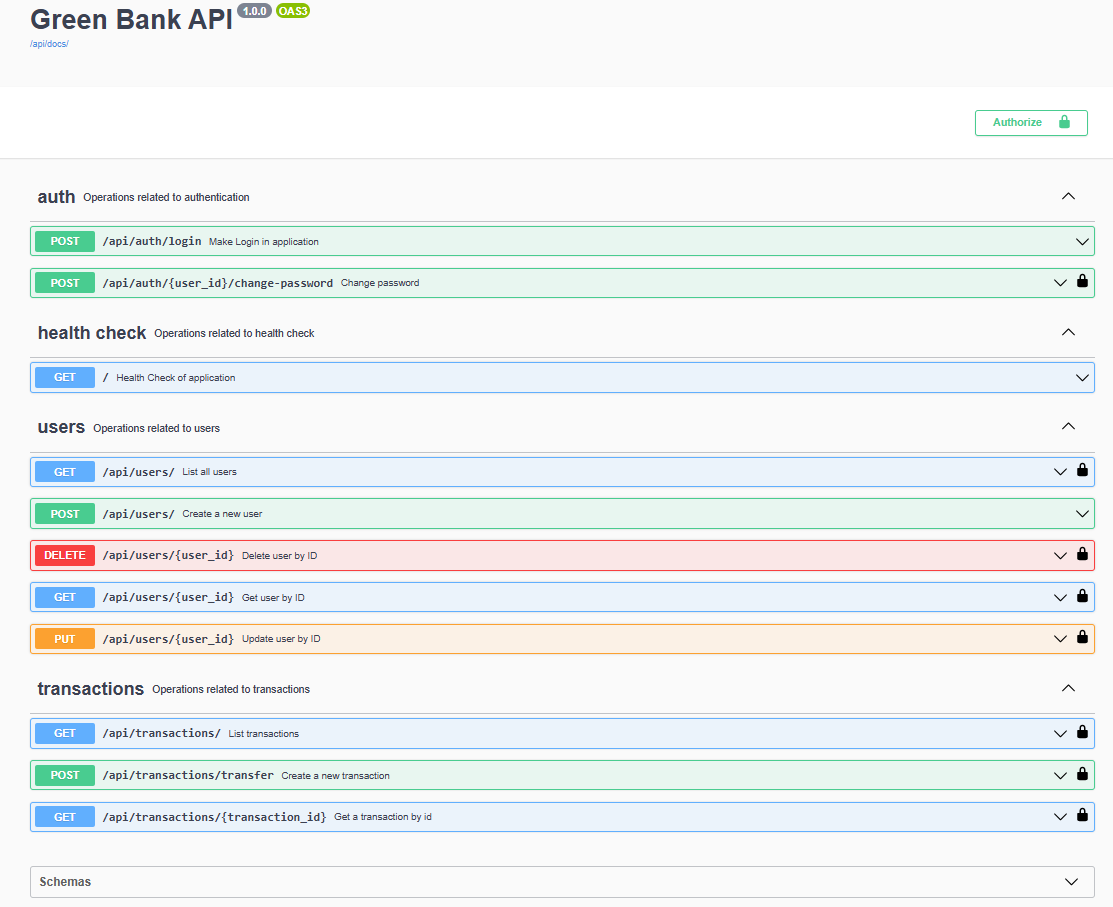 Green Bank API 1.0.0 OAS3
/api/docs/
Authorize
auth Operations related to authentication
POST /api/auth/login Make Login in application
POST /api/auth/{user_id}/change-password Change password
health check Operations related to health check
GET / Health Check of application
users Operations related to users
GET /api/users/ List all users
POST /api/users/ Create a new user
DELETE /api/users/{user_id} Delete user by ID
GET /api/users/{user_id} Get user by ID
PUT /api/users/{user_id} Update user by ID
transactions Operations related to transactions
GET /api/transactions/ List transactions
POST /api/transactions/transfer Create a new transaction
GET /api/transactions/{transaction_id} Get a transaction by id
Schemas